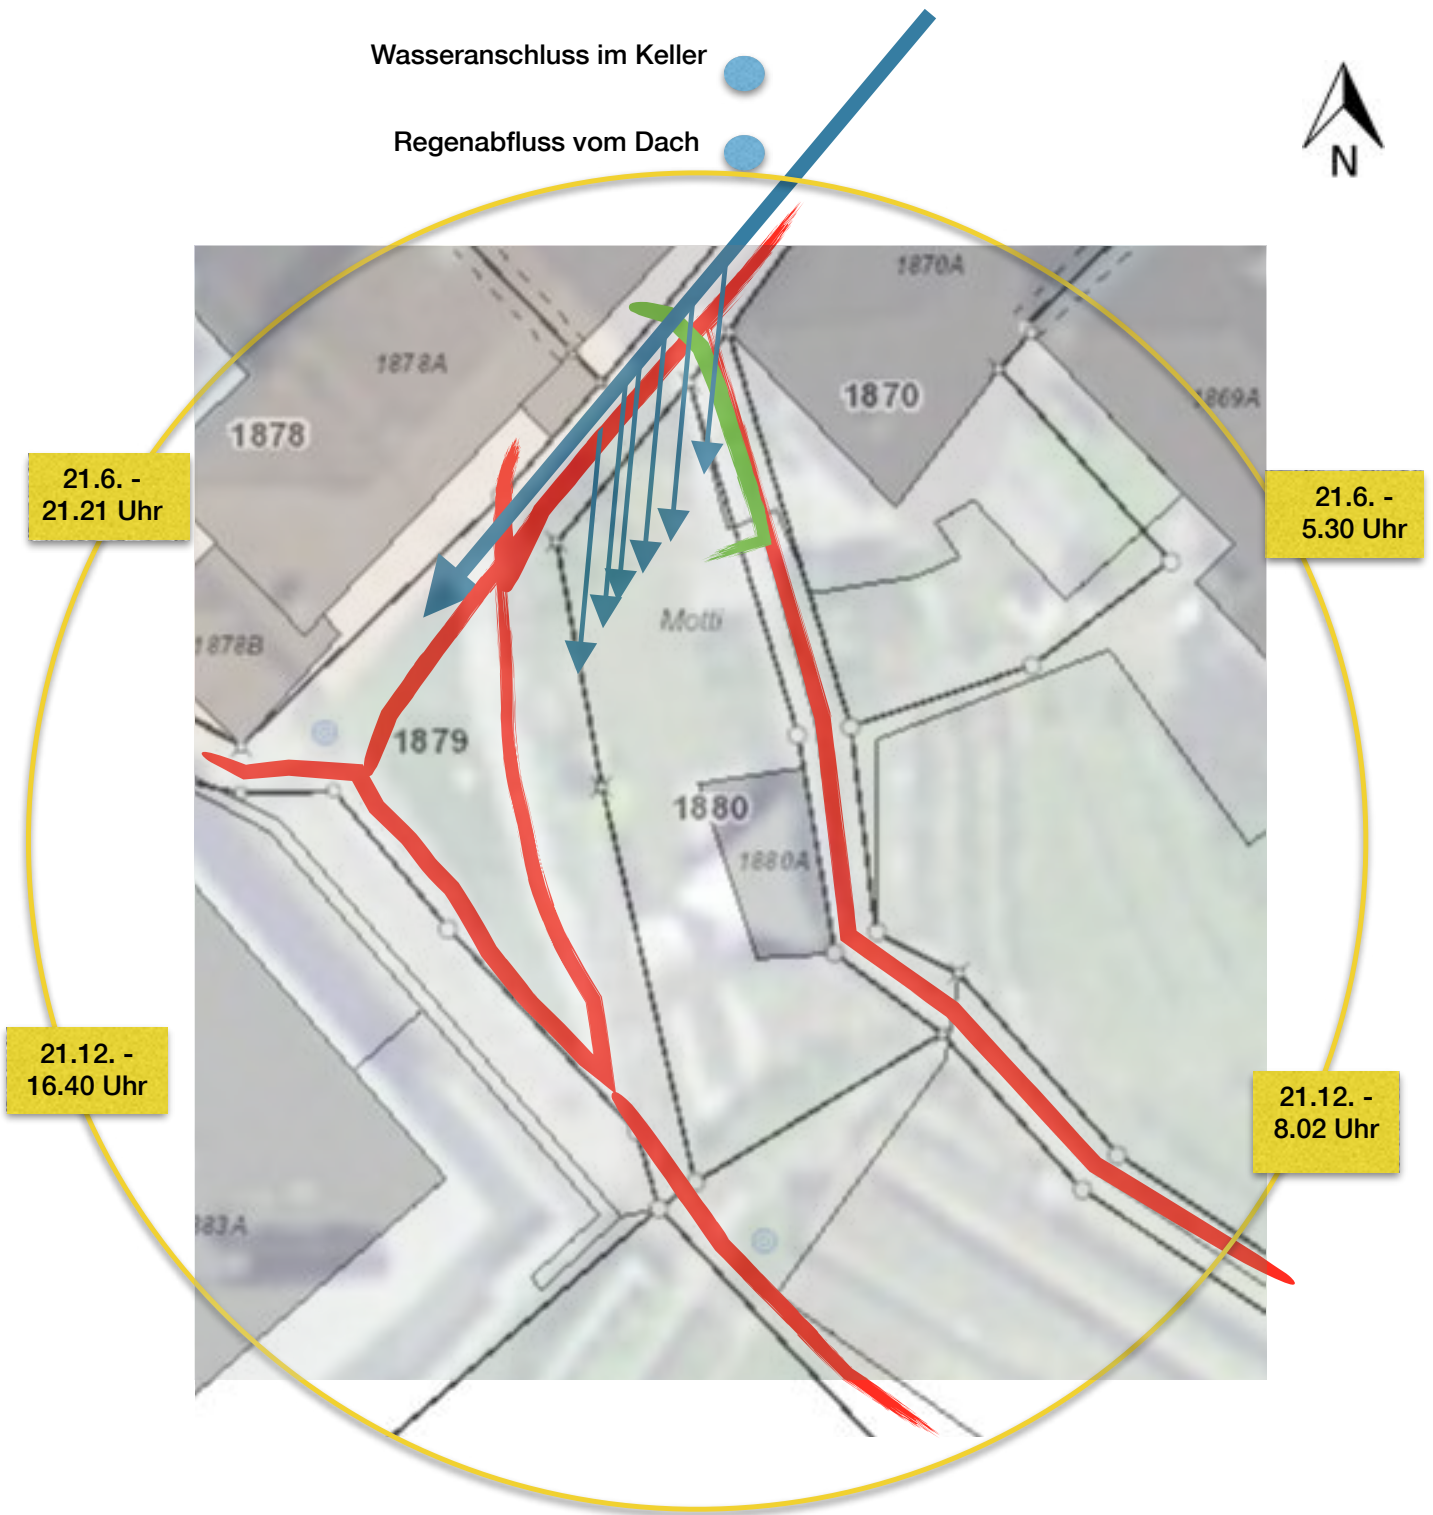 Wasseranschluss im Keller
Regenabfluss vom Dach
N
1870A
1878A
1870
1869A
1878
21.6. -
21.21 Uhr
21.6. -
5.30 Uhr
Motti
1878B
1879
1880
1880A
21.12. -
16.40 Uhr
21.12. -
8.02 Uhr
883A